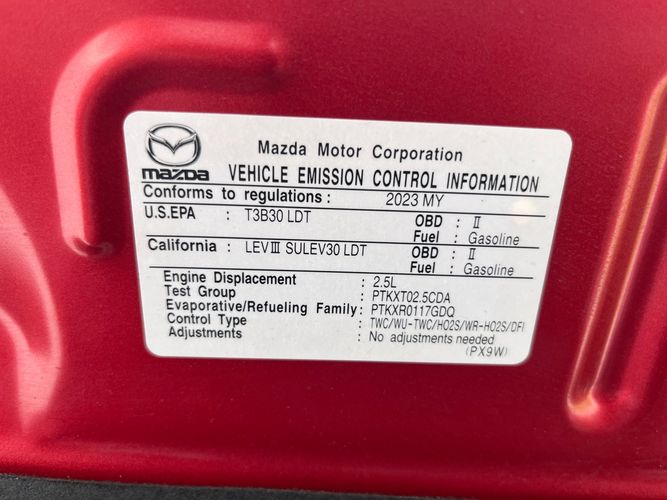 mazda
Mazda Motor Corporation
VEHICLE EMISSION CONTROL INFORMATION
Conforms to regulations : 2023 MY
U.S.EPA : T3B30 LDT OBD : II
Fuel : Gasoline
California : LEVIII SULEV30 LDT OBD : II
Fuel : Gasoline
Engine Displacement : 2.5L
Test Group : PTKXT02.5CDA
Evaporative/Refueling Family: PTKXR0117GDQ
Control Type : TWC/WU-TWC/HO2S/WR-HO2S/DFI
Adjustments : No adjustments needed
(PX9W)